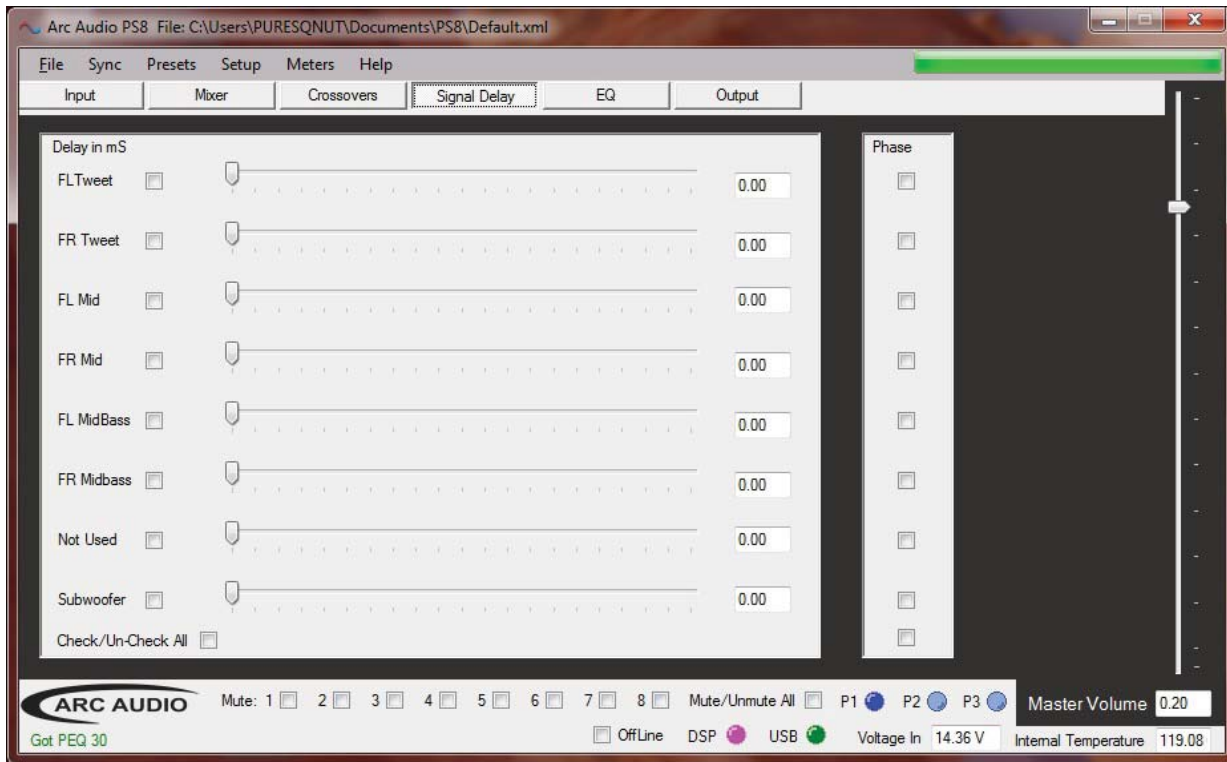 Arc Audio PS8 File: C:\Users\PURESQNUT\Documents\PS8\Default.xml
File Sync Presets Setup Meters Help
Input Mixer Crossovers Signal Delay EQ Output
Delay in mS Phase
FLTweet 0.00
FR Tweet 0.00
FL Mid 0.00
FR Mid 0.00
FL MidBass 0.00
FR Midbass 0.00
Not Used 0.00
Subwoofer 0.00
Check/Un-Check All
ARC AUDIO Mute: 1 2 3 4 5 6 7 8 Mute/Unmute All P1 P2 P3 Master Volume 0.20
Got PEQ 30 OffLine DSP USB Voltage In 14.36 V Internal Temperature 119.08